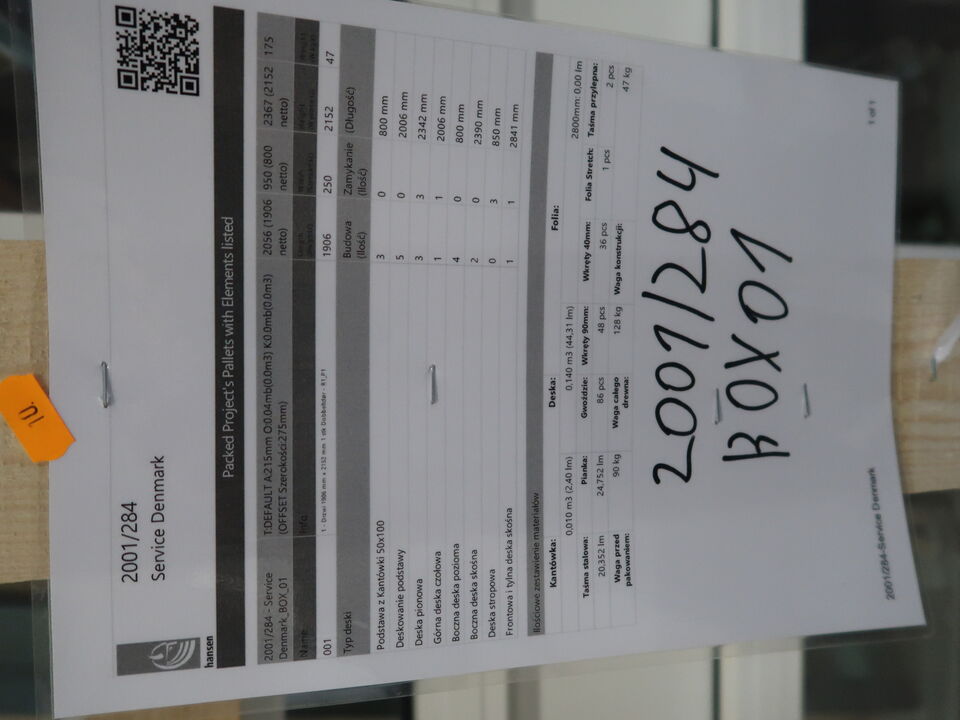 10.
2001/284
Service Denmark
hansen
Packed Project's Pallets with Elements listed
2001/284 - Service Denmark_BOX_01 T:DEFAULT A:215mm O:0.04mb(0.0m3) K:0.0mb(0.0m3) (OFFSET Szerokości:275mm) 2056 (1906 netto) 950 (800 netto) 2367 (2152 netto) 175
Name Info
001 1 - Drzwi 1906 mm × 2152 mm 1 stk Dobbeltdør - R1_P1 1906 250 2152 47
Typ deski Budowa (Ilość) Zamykanie (Ilość) (Długość)
Podstawa z Kantówki 50x100 3 0 800 mm
Deskowanie podstawy 5 0 2006 mm
Deska pionowa 3 3 2342 mm
Górna deska czołowa 1 1 2006 mm
Boczna deska pozioma 4 0 800 mm
Boczna deska skośna 2 0 2390 mm
Deska stropowa 0 3 850 mm
Frontowa i tylna deska skośna 1 1 2841 mm
Ilościowe zestawienie materiałów
Kantówka: Deska: Folia:
0,010 m3 (2,40 lm) 0,140 m3 (44,31 lm) 2800mm: 0,00 lm
Taśma stalowa: Pianka: Gwoździe: Wkręty 90mm: Wkręty 40mm: Folia Stretch: Taśma przylepna:
20,352 lm 24,752 lm 86 pcs 48 pcs 36 pcs 1 pcs 2 pcs
Waga przed pakowaniem: 90 kg Waga całego drewna: 128 kg Waga konstrukcji: 47 kg
2001/284
BOX 01
2001/284-Service Denmark 1 of 1